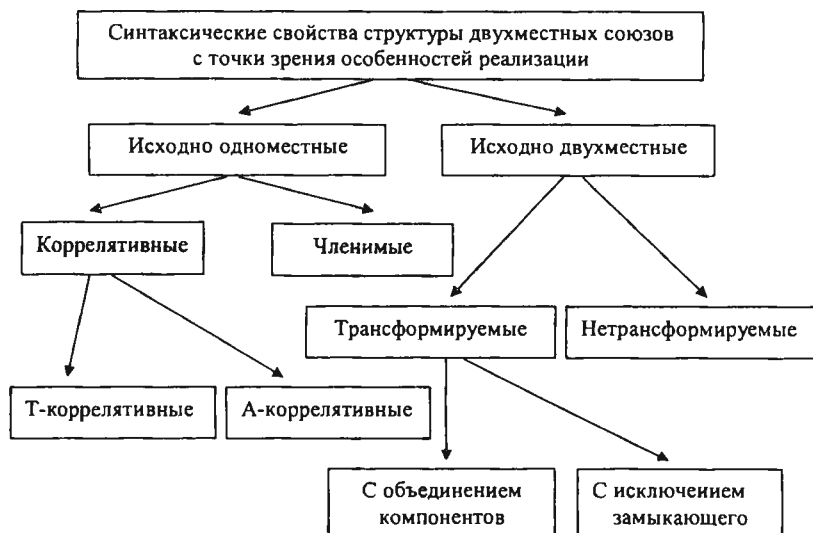 Синтаксические свойства структуры двухместных союзов
с точки зрения особенностей реализации
Исходно одноместные
Исходно двухместные
Коррелятивные
Членимые
Трансформируемые
Нетрансформируемые
Т-коррелятивные
А-коррелятивные
С объединением
компонентов
С исключением
замыкающего